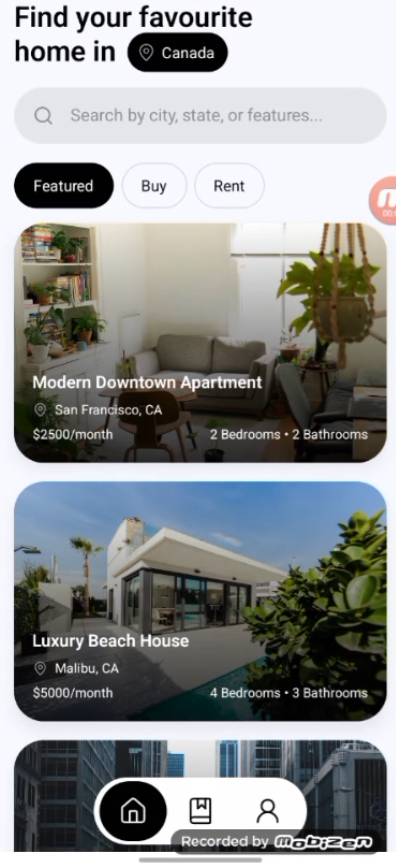 Find your favourite
home in Canada
Search by city, state, or features...
Featured Buy Rent
Modern Downtown Apartment
San Francisco, CA
$2500/month 2 Bedrooms • 2 Bathrooms
Luxury Beach House
Malibu, CA
$5000/month 4 Bedrooms • 3 Bathrooms
Recorded by Mobizen